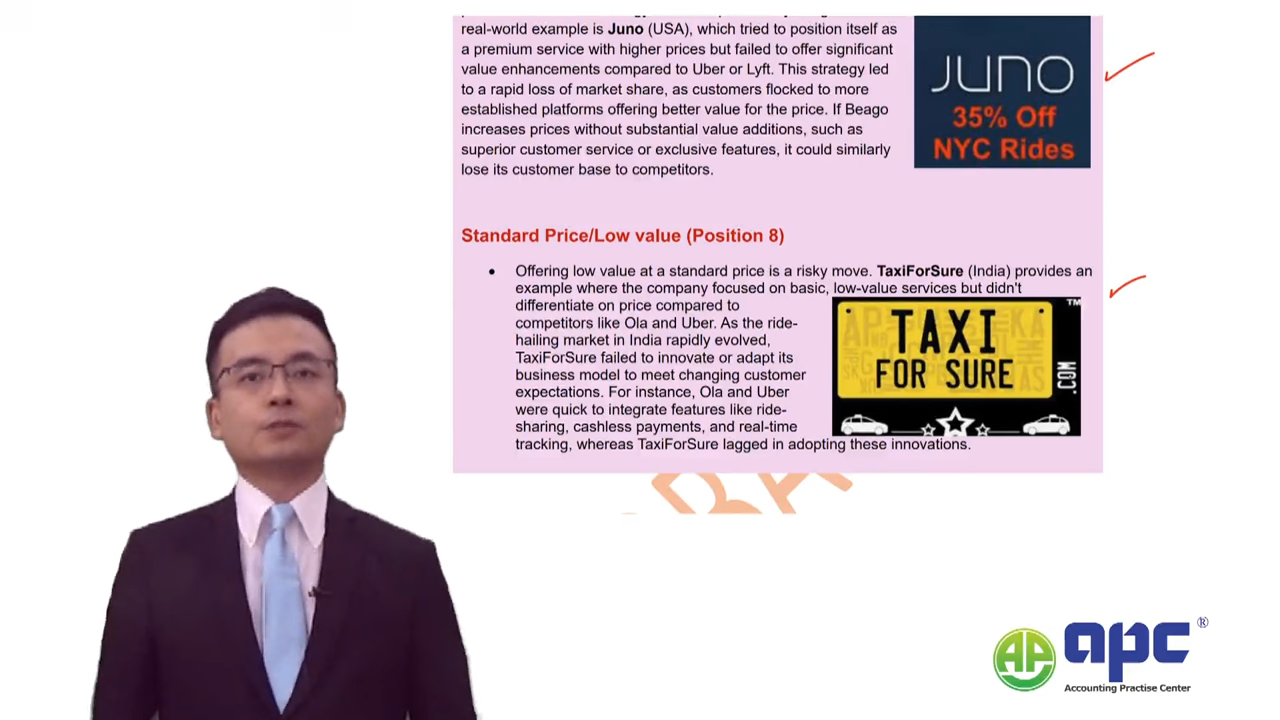 real-world example is Juno (USA), which tried to position itself as
a premium service with higher prices but failed to offer significant
value enhancements compared to Uber or Lyft. This strategy led
to a rapid loss of market share, as customers flocked to more
established platforms offering better value for the price. If Beago
increases prices without substantial value additions, such as
superior customer service or exclusive features, it could similarly
lose its customer base to competitors.
JUNO
35% Off
NYC Rides
Standard Price/Low value (Position 8)
• Offering low value at a standard price is a risky move. TaxiForSure (India) provides an
example where the company focused on basic, low-value services but didn't
differentiate on price compared to
competitors like Ola and Uber. As the ride-
hailing market in India rapidly evolved,
TaxiForSure failed to innovate or adapt its
business model to meet changing customer
expectations. For instance, Ola and Uber
were quick to integrate features like ride-
sharing, cashless payments, and real-time
tracking, whereas TaxiForSure lagged in adopting these innovations.
TM
TAXI
FOR SURE
.COM
apc ®
Accounting Practise Center